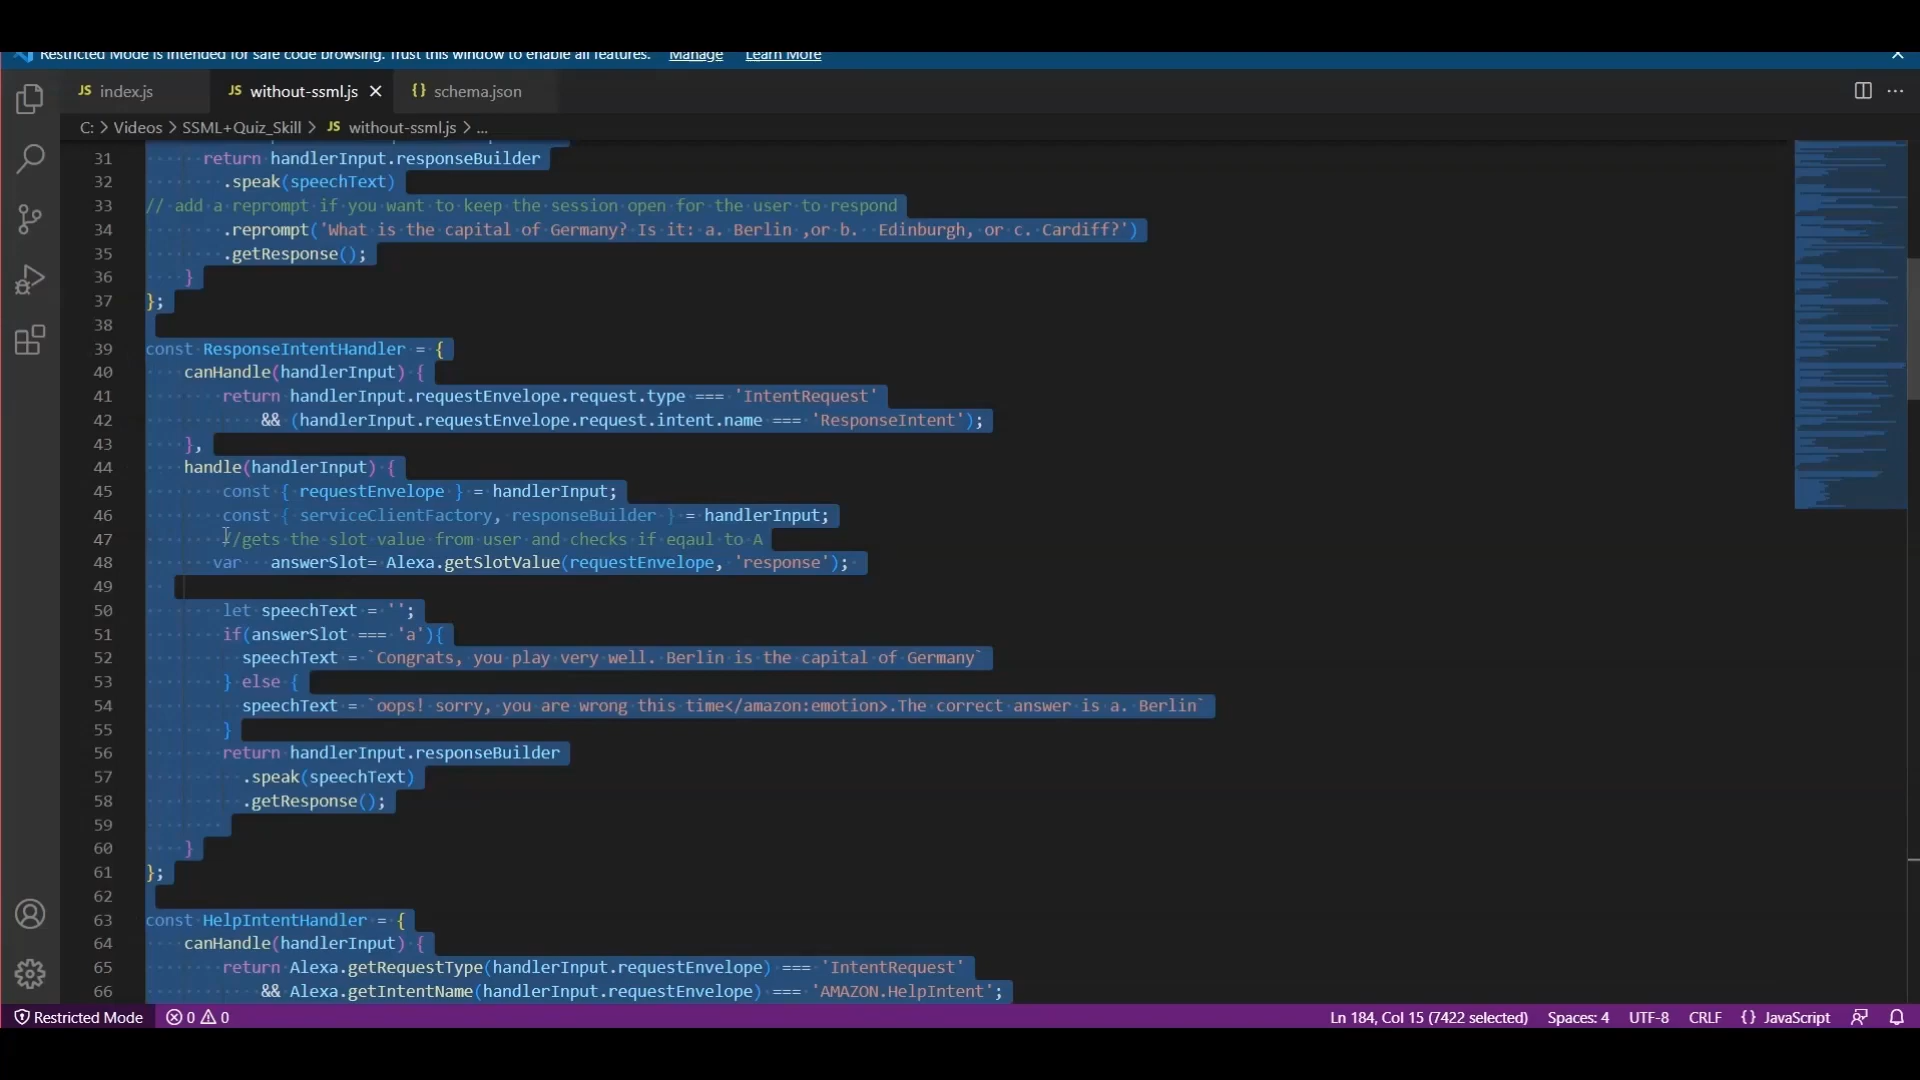 Restricted Mode is intended for safe code browsing. Trust this window to enable all features. Manage Learn More
JS index.js JS without-ssml.js {} schema.json
C: > Videos > SSML+Quiz_Skill > JS without-ssml.js > ...
31 return handlerInput.responseBuilder
32 .speak(speechText)
33 // add a reprompt if you want to keep the session open for the user to respond
34 .reprompt('What is the capital of Germany? Is it: a. Berlin ,or b.  Edinburgh, or c. Cardiff?')
35 .getResponse();
36 }
37 };
38
39 const ResponseIntentHandler = {
40 canHandle(handlerInput) {
41 return handlerInput.requestEnvelope.request.type === 'IntentRequest'
42 && (handlerInput.requestEnvelope.request.intent.name === 'ResponseIntent');
43 },
44 handle(handlerInput) {
45 const { requestEnvelope } = handlerInput;
46 const { serviceClientFactory, responseBuilder } = handlerInput;
47 //gets the slot value from user and checks if eqaul to A
48 var   answerSlot= Alexa.getSlotValue(requestEnvelope, 'response');
49
50 let speechText = '';
51 if(answerSlot === 'a'){
52 speechText = `Congrats, you play very well. Berlin is the capital of Germany`
53 } else {
54 speechText = `oops! sorry, you are wrong this time</amazon:emotion>.The correct answer is a. Berlin`
55 }
56 return handlerInput.responseBuilder
57 .speak(speechText)
58 .getResponse();
59
60 }
61 };
62
63 const HelpIntentHandler = {
64 canHandle(handlerInput) {
65 return Alexa.getRequestType(handlerInput.requestEnvelope) === 'IntentRequest'
66 && Alexa.getIntentName(handlerInput.requestEnvelope) === 'AMAZON.HelpIntent';
Restricted Mode 0 0 Ln 184, Col 15 (7422 selected) Spaces: 4 UTF-8 CRLF {} JavaScript